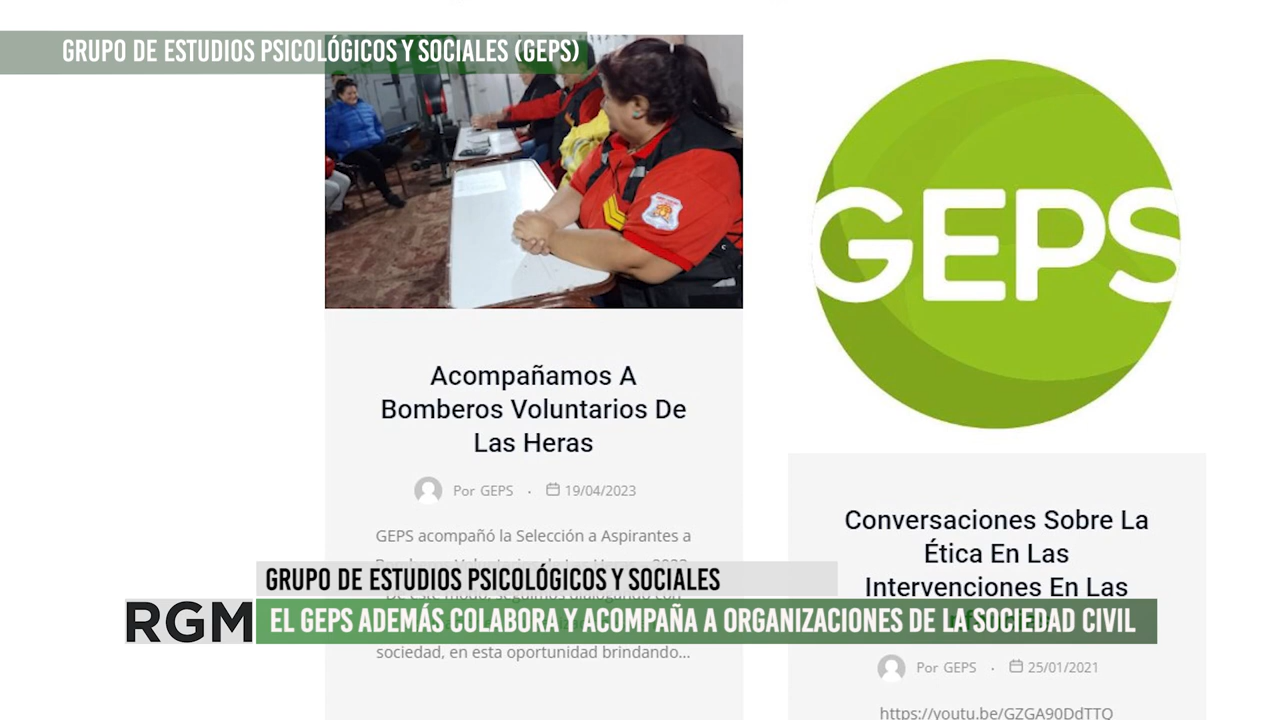 GRUPO DE ESTUDIOS PSICOLÓGICOS Y SOCIALES (GEPS)
GEPS
Acompañamos A
Bomberos Voluntarios De
Las Heras
Por GEPS · 19/04/2023
GEPS acompañó la Selección a Aspirantes a
sociedad, en esta oportunidad brindando...
Conversaciones Sobre La
Ética En Las
Intervenciones En Las
Por GEPS · 25/01/2021
https://youtu.be/GZGA90DdTTQ
GRUPO DE ESTUDIOS PSICOLÓGICOS Y SOCIALES
RGM
EL GEPS ADEMÁS COLABORA Y ACOMPAÑA A ORGANIZACIONES DE LA SOCIEDAD CIVIL